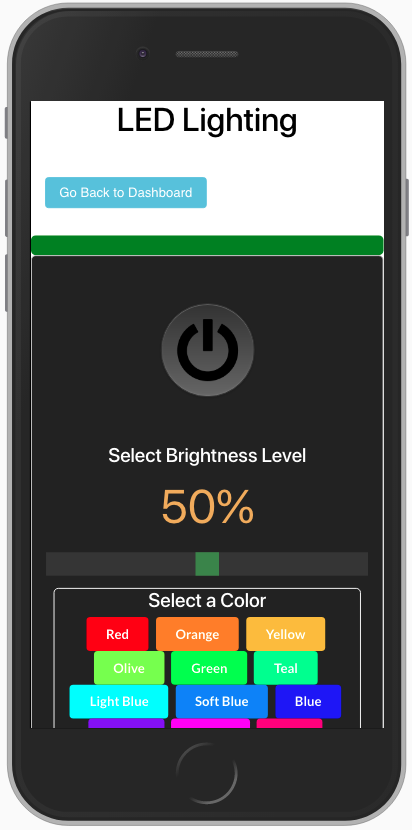 LED Lighting
Go Back to Dashboard
Select Brightness Level
50%
Select a Color
Red Orange Yellow
Olive Green Teal
Light Blue Soft Blue Blue